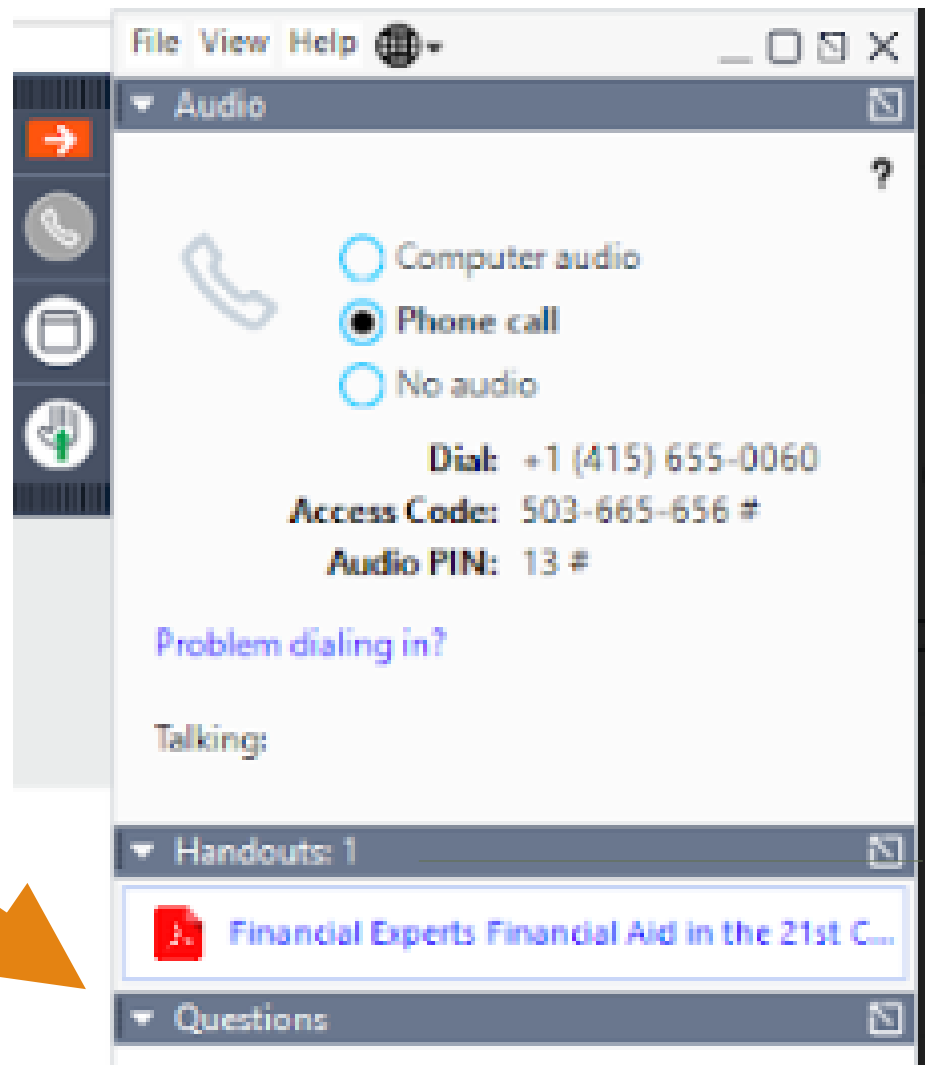 File View Help
Audio
?
Computer audio
Phone call
No audio
Dial: +1 (415) 655-0060
Access Code: 503-665-656 #
Audio PIN: 13 #
Problem dialing in?
Talking:
Handouts: 1
Financial Experts Financial Aid in the 21st C...
Questions